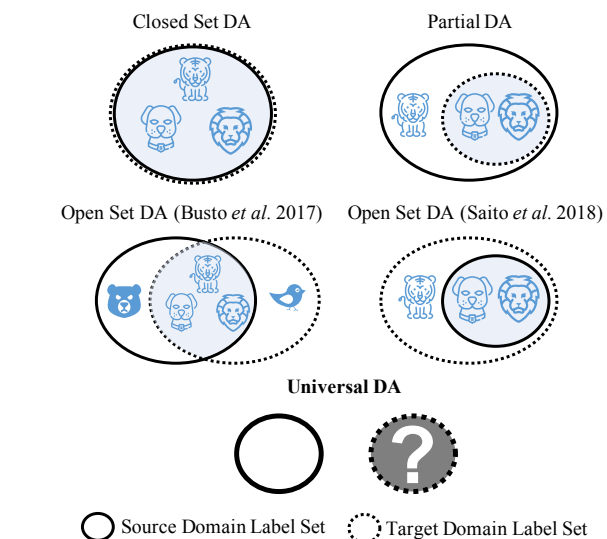 Closed Set DA
Partial DA
Open Set DA (Busto et al. 2017)
Open Set DA (Saito et al. 2018)
Universal DA
?
Source Domain Label Set
Target Domain Label Set